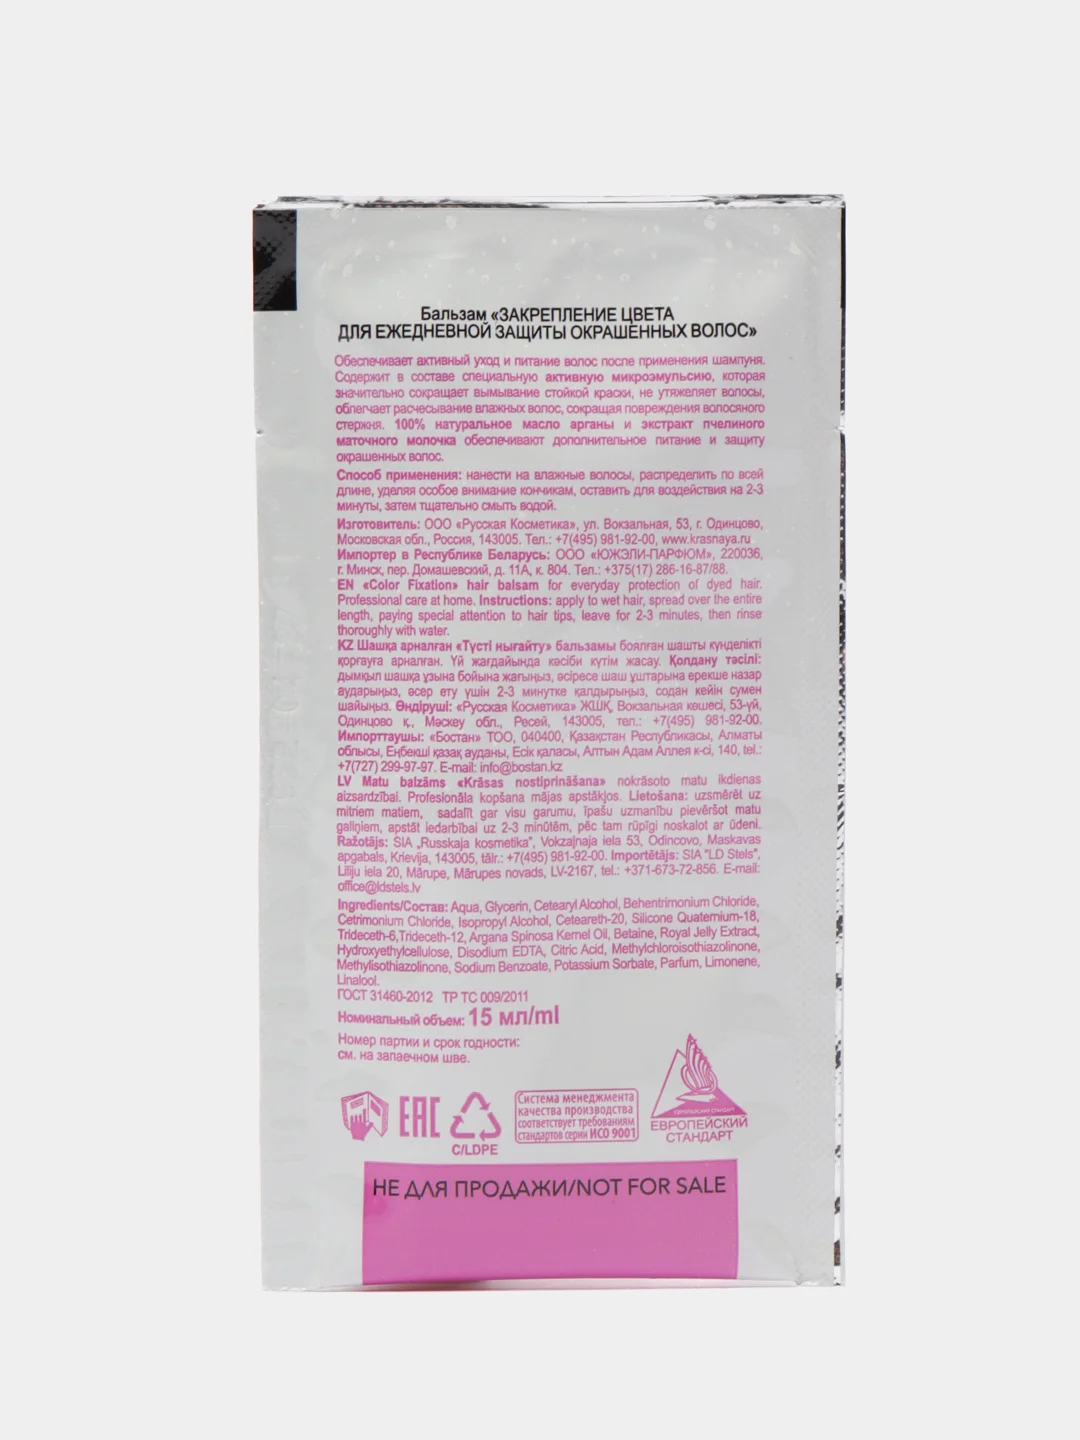 Бальзам «ЗАКРЕПЛЕНИЕ ЦВЕТА
ДЛЯ ЕЖЕДНЕВНОЙ ЗАЩИТЫ ОКРАШЕННЫХ ВОЛОС»
Обеспечивает активный уход и питание волос после применения шампуня.
Содержит в составе специальную активную микроэмульсию, которая
значительно сокращает вымывание стойкой краски, не утяжеляет волосы,
облегчает расчесывание влажных волос, сокращая повреждения волосяного
стержня. 100% натуральное масло арганы и экстракт пчелиного
маточного молочка обеспечивают дополнительное питание и защиту
окрашенных волос.
Способ применения: нанести на влажные волосы, распределить по всей
длине, уделяя особое внимание кончикам, оставить для воздействия на 2-3
минуты, затем тщательно смыть водой.
Изготовитель: ООО «Русская Косметика», ул. Вокзальная, 53, г. Одинцово,
Московская обл., Россия, 143005. Тел.: +7(495) 981-92-00, www.krasnaya.ru
Импортер в Республике Беларусь: ООО «ЮЖЭЛИ-ПАРФЮМ», 220036,
г. Минск, пер. Домашевский, д. 11А, к. 804. Тел.: +375(17) 286-16-87/88.
EN «Color Fixation» hair balsam for everyday protection of dyed hair.
Professional care at home. Instructions: apply to wet hair, spread over the entire
length, paying special attention to hair tips, leave for 2-3 minutes, then rinse
thoroughly with water.
KZ Шашқа арналған «Түсті нығайту» бальзамы боялған шашты күнделікті
қорғауға арналған. Үй жағдайында кәсіби күтім жасау. Қолдану тәсілі:
дымқыл шашқа ұзына бойына жағыңыз, әсіресе шаш ұштарына ерекше назар
аударыңыз, әсер ету үшін 2-3 минутке қалдырыңыз, содан кейін сумен
шайыңыз. Өндіруші: «Русская Косметика» ЖШҚ, Вокзальная көшесі, 53-үй,
Одинцово қ., Мәскеу обл., Ресей, 143005, тел.: +7(495) 981-92-00.
Импорттаушы: «Бостан» ТОО, 040400, Қазақстан Республикасы, Алматы
облысы, Еңбекші қазақ ауданы, Есік қаласы, Алтын Адам Аллея к-сі, 140, tel.:
+7(727) 299-97-97. E-mail: info@bostan.kz
LV Matu balzāms «Krāsas nostiprināšana» nokrāsoto matu ikdienas
aizsardzībai. Profesionāla kopšana mājas apstākļos. Lietošana: uzsmērēt uz
mitriem matiem, sadalīt gar visu garumu, īpašu uzmanību pievēršot matu
galiņiem, apstāt iedarbībai uz 2-3 minūtēm, pēc tam rūpīgi noskalot ar ūdeni.
Ražotājs: SIA „Russkaja kosmetika”, Vokzaļnaja iela 53, Odincovo, Maskavas
apgabals, Krievija, 143005, tālr.: +7(495) 981-92-00. Importētājs: SIA "LD Stels",
Liliju iela 20, Mārupe, Mārupes novads, LV-2167, tel.: +371-673-72-856. E-mail:
office@ldstels.lv
Ingredients/Состав: Aqua, Glycerin, Cetearyl Alcohol, Behentrimonium Chloride,
Cetrimonium Chloride, Isopropyl Alcohol, Ceteareth-20, Silicone Quaternium-18,
Trideceth-6,Trideceth-12, Argana Spinosa Kernel Oil, Betaine, Royal Jelly Extract,
Hydroxyethylcellulose, Disodium EDTA, Citric Acid, Methylchloroisothiazolinone,
Methylisothiazolinone, Sodium Benzoate, Potassium Sorbate, Parfum, Limonene,
Linalool.
ГОСТ 31460-2012 ТР ТС 009/2011
Номинальный объем: 15 мл/ml
Номер партии и срок годности:
см. на запаечном шве.
EAC
C/LDPE
Система менеджмента
качества производства
соответствует требованиям
стандартов серии ИСО 9001
ЕВРОПЕЙСКИЙ СТАНДАРТ
ЕВРОПЕЙСКИЙ
СТАНДАРТ
НЕ ДЛЯ ПРОДАЖИ/NOT FOR SALE